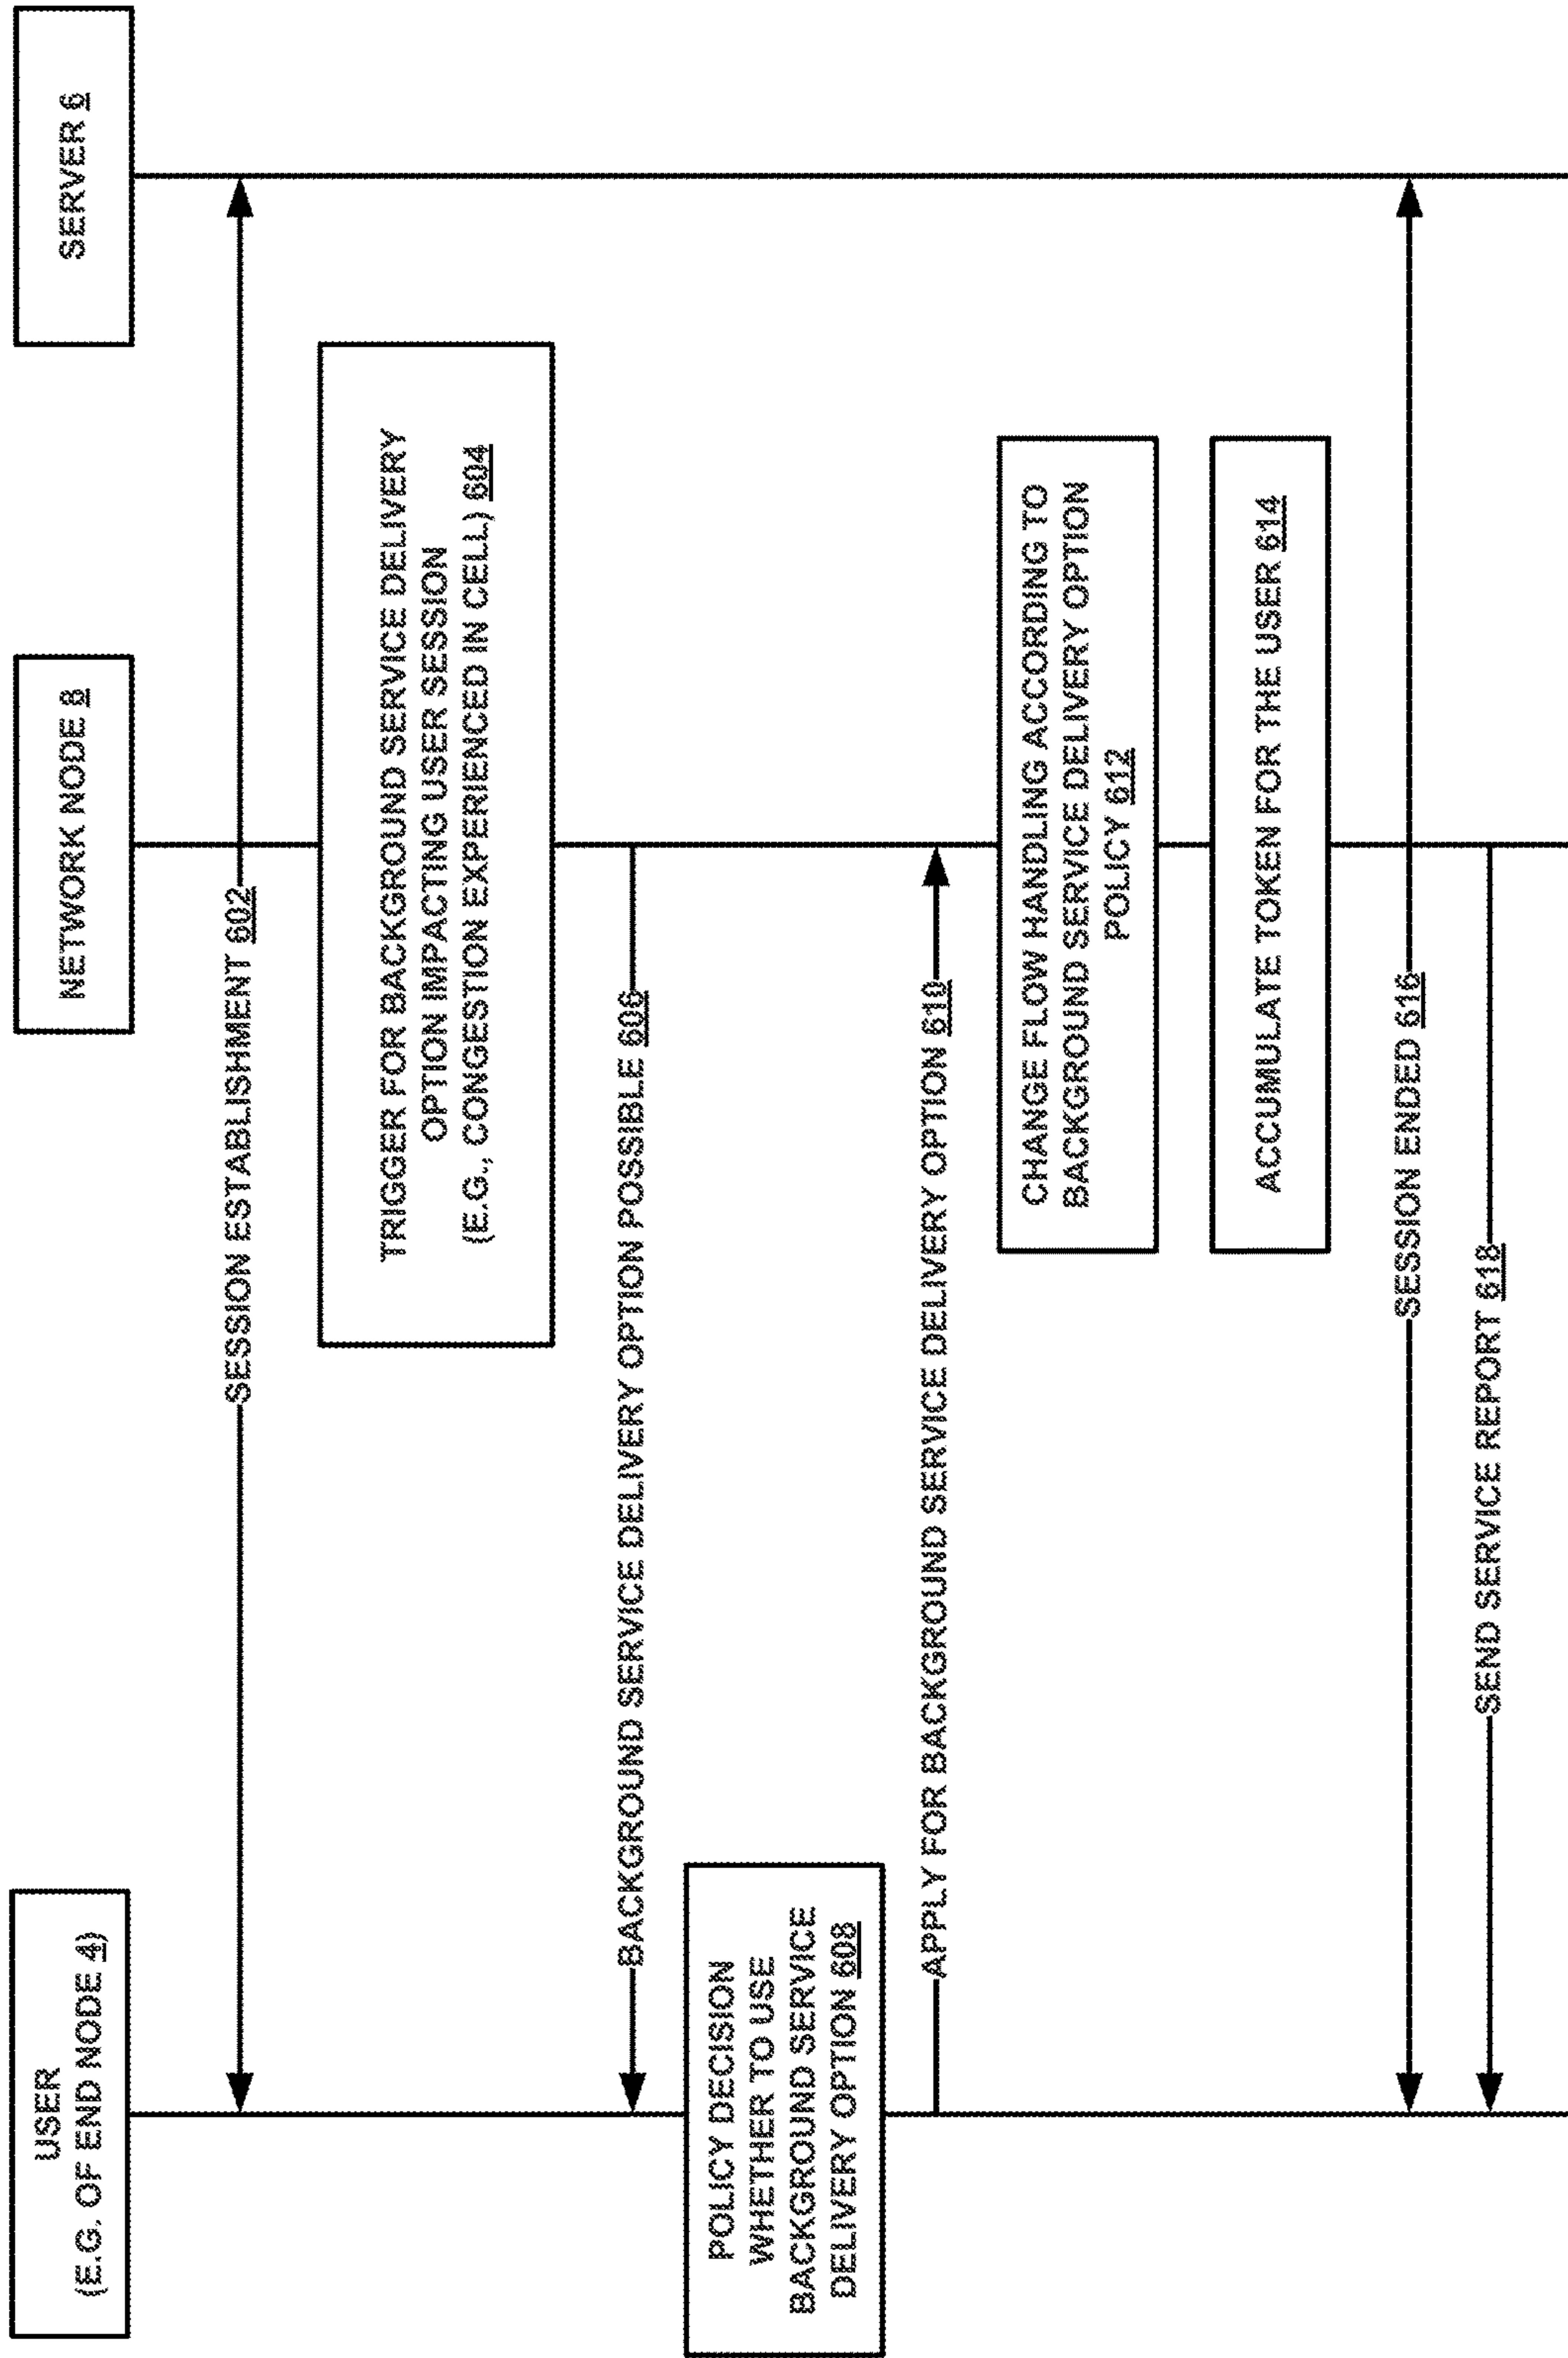 USER
(E.G. OF END NODE 4)
NETWORK NODE 8
SERVER 6
SESSION ESTABLISHMENT 602
TRIGGER FOR BACKGROUND SERVICE DELIVERY
OPTION IMPACTING USER SESSION
(E.G., CONGESTION EXPERIENCED IN CELL) 604
BACKGROUND SERVICE DELIVERY OPTION POSSIBLE 606
POLICY DECISION
WHETHER TO USE
BACKGROUND SERVICE
DELIVERY OPTION 608
APPLY FOR BACKGROUND SERVICE DELIVERY OPTION 610
CHANGE FLOW HANDLING ACCORDING TO
BACKGROUND SERVICE DELIVERY OPTION
POLICY 612
ACCUMULATE TOKEN FOR THE USER 614
SESSION ENDED 616
SEND SERVICE REPORT 618